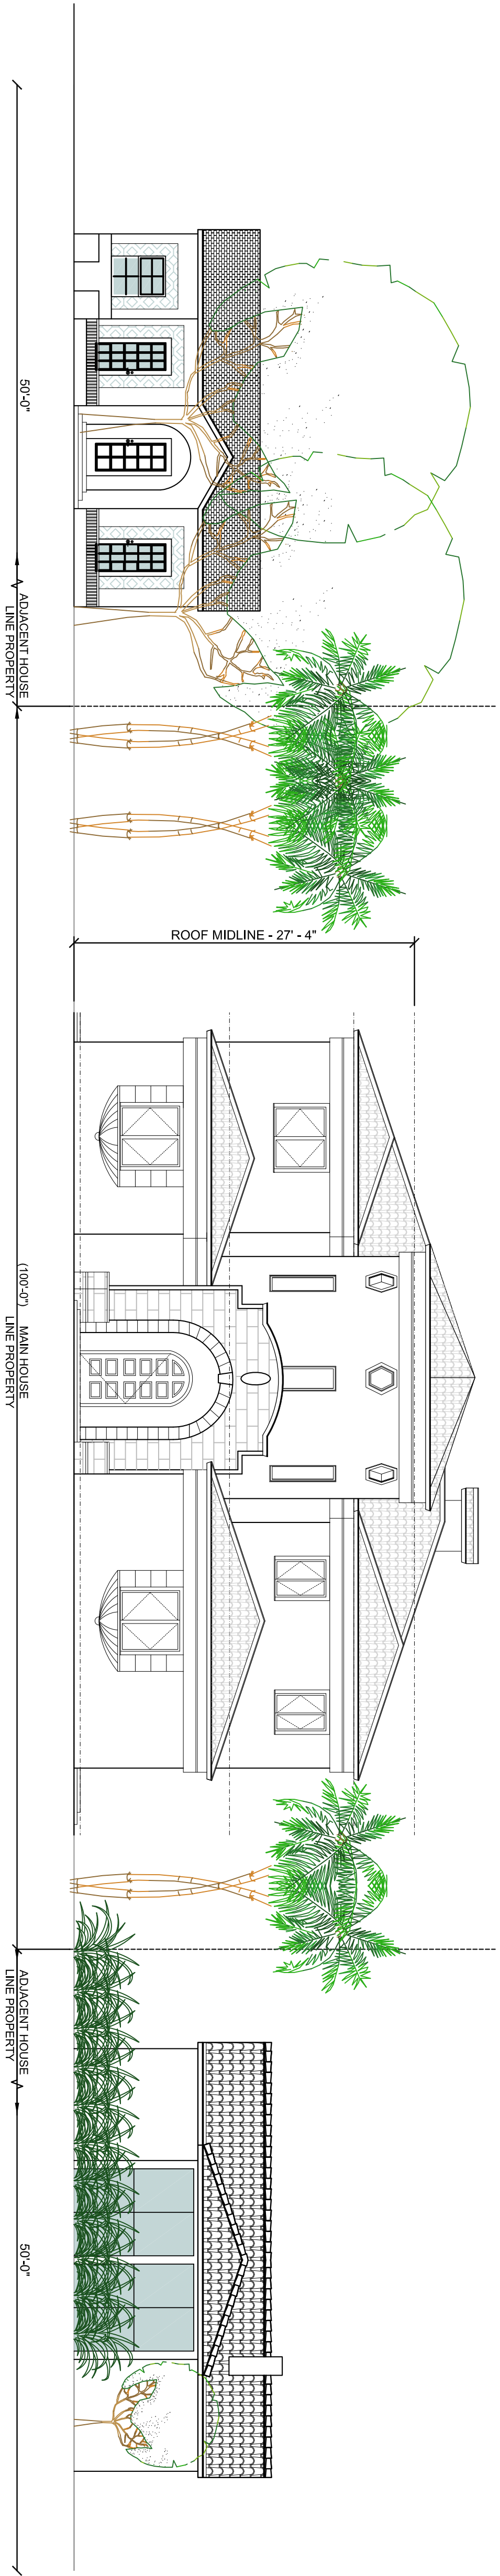 ROOF MIDLINE - 27' - 4"
50'-0"
ADJACENT HOUSE
LINE PROPERTY
(100'-0") MAIN HOUSE
LINE PROPERTY
ADJACENT HOUSE
LINE PROPERTY
50'-0"